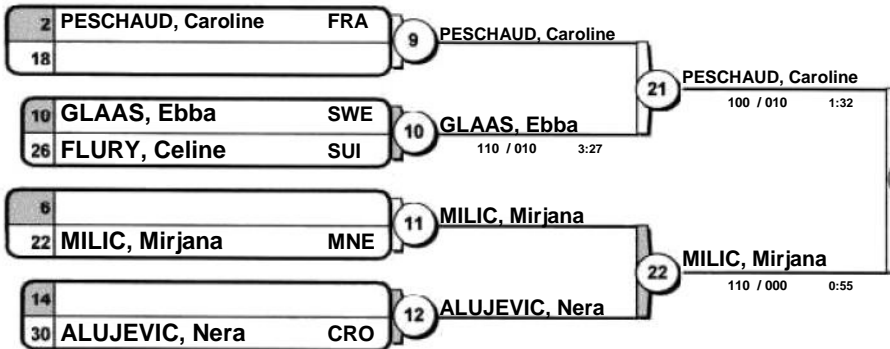 2 PESCHAUD, Caroline FRA
18
9 PESCHAUD, Caroline
10 GLAAS, Ebba SWE
26 FLURY, Celine SUI
10 GLAAS, Ebba
110 / 010 3:27
21 PESCHAUD, Caroline
100 / 010 1:32
6
22 MILIC, Mirjana MNE
11 MILIC, Mirjana
14
30 ALUJEVIC, Nera CRO
12 ALUJEVIC, Nera
22 MILIC, Mirjana
110 / 000 0:55